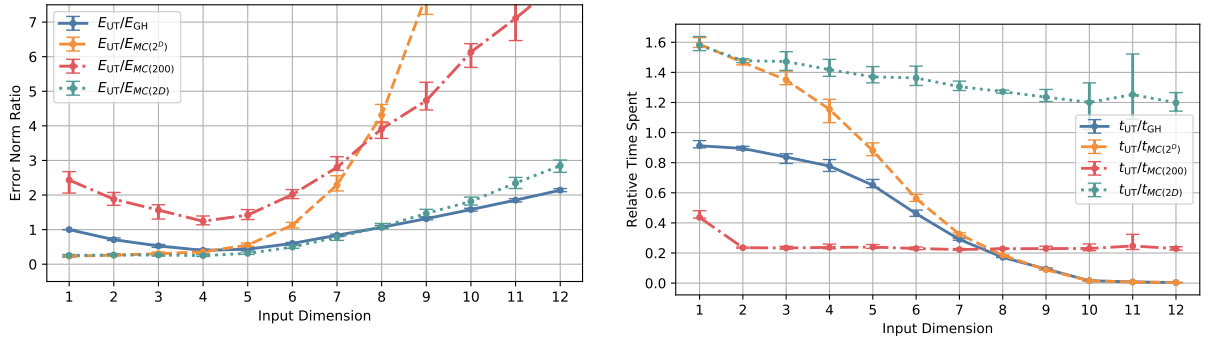 7
6
5
4
3
2
1
0
Error Norm Ratio
E_UT/E_GH
E_UT/E_MC(2^D)
E_UT/E_MC(200)
E_UT/E_MC(2D)
1 2 3 4 5 6 7 8 9 10 11 12
Input Dimension
1.6
1.4
1.2
1.0
0.8
0.6
0.4
0.2
0.0
Relative Time Spent
t_UT/t_GH
t_UT/t_MC(2^D)
t_UT/t_MC(200)
t_UT/t_MC(2D)
1 2 3 4 5 6 7 8 9 10 11 12
Input Dimension